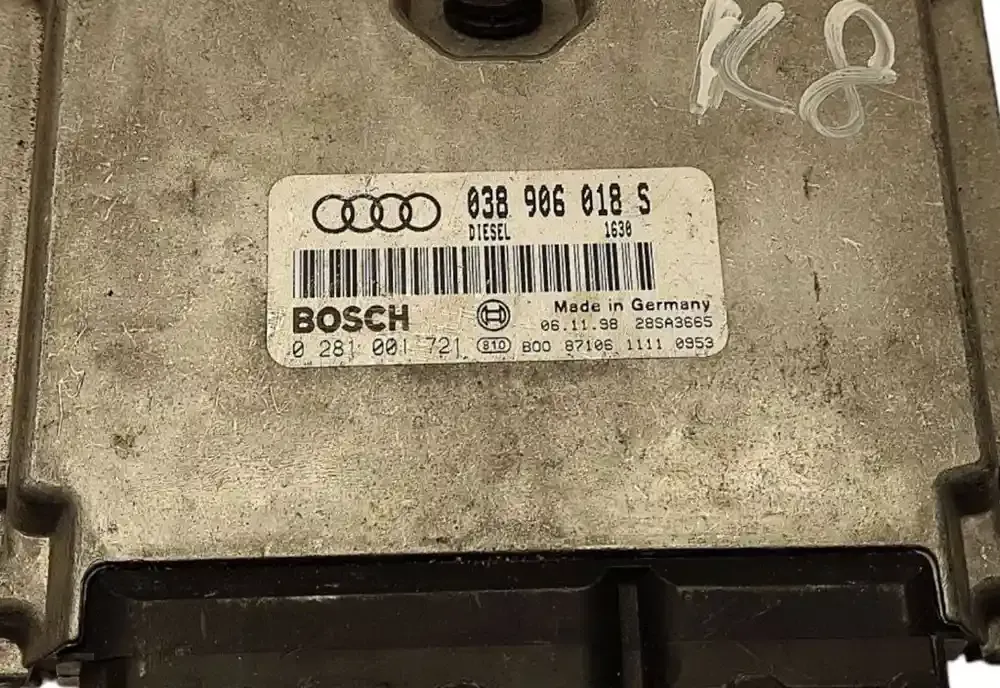 K8
038 906 018 S
DIESEL 1630
BOSCH Made in Germany
06.11.98 28SA3665
0 281 001 721 810 B00 87106 1111 0953